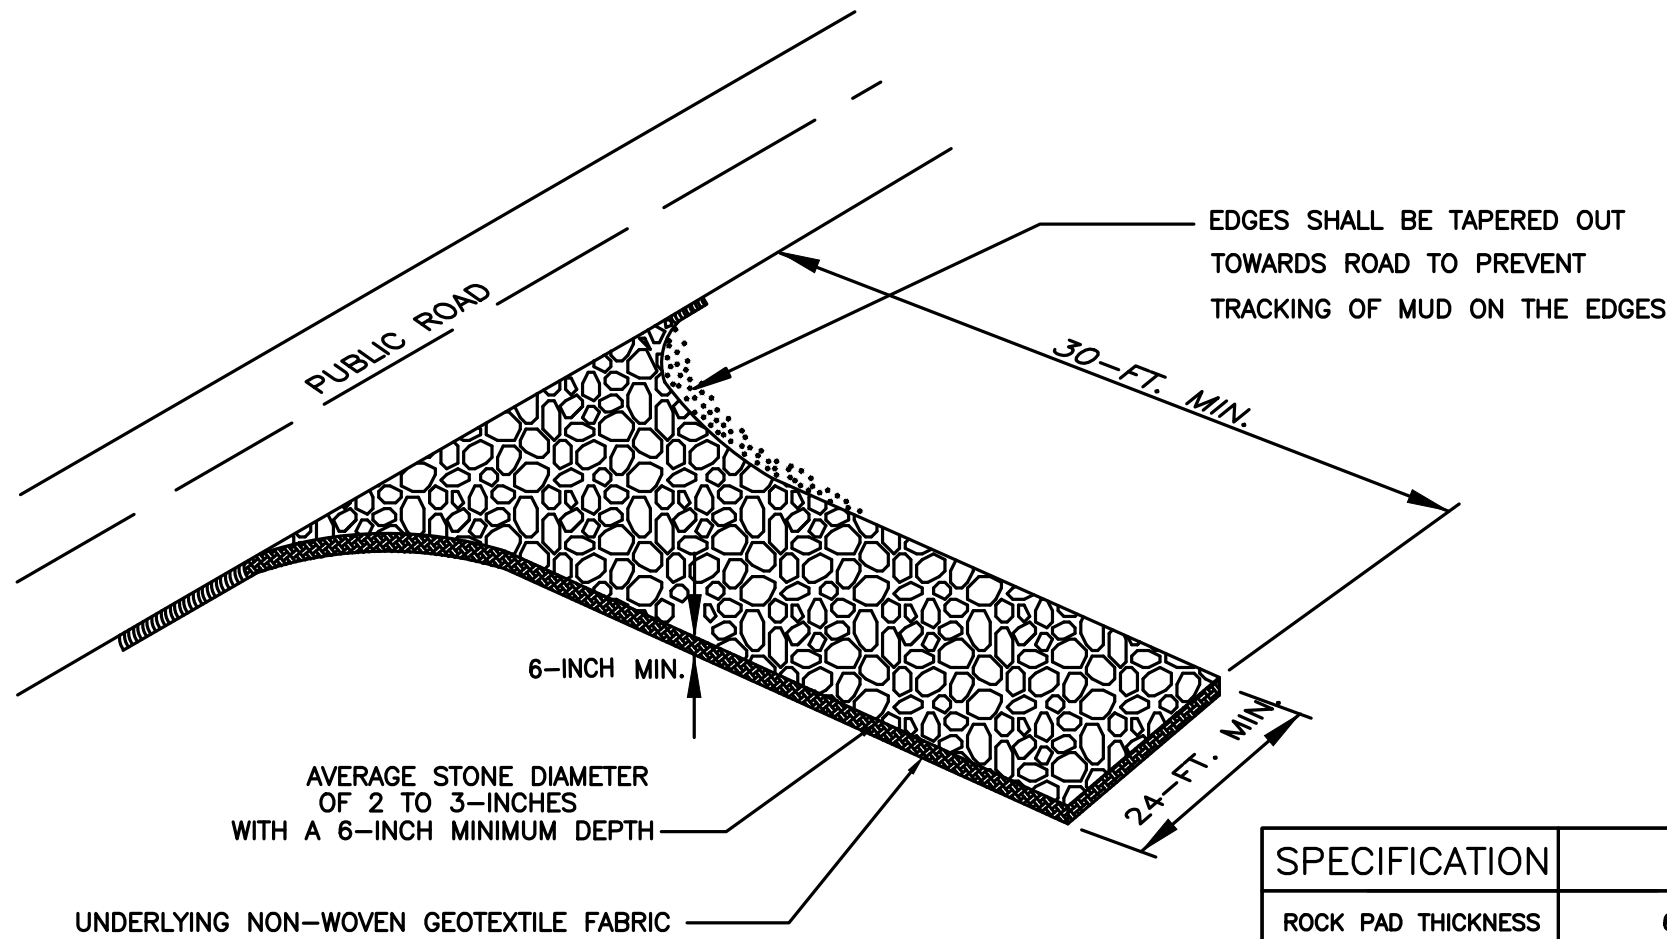 EDGES SHALL BE TAPERED OUT
TOWARDS ROAD TO PREVENT
TRACKING OF MUD ON THE EDGES
PUBLIC ROAD
30-FT. MIN.
6-INCH MIN.
24-FT. MIN.
AVERAGE STONE DIAMETER
OF 2 TO 3-INCHES
WITH A 6-INCH MINIMUM DEPTH
UNDERLYING NON-WOVEN GEOTEXTILE FABRIC
SPECIFICATION
ROCK PAD THICKNESS